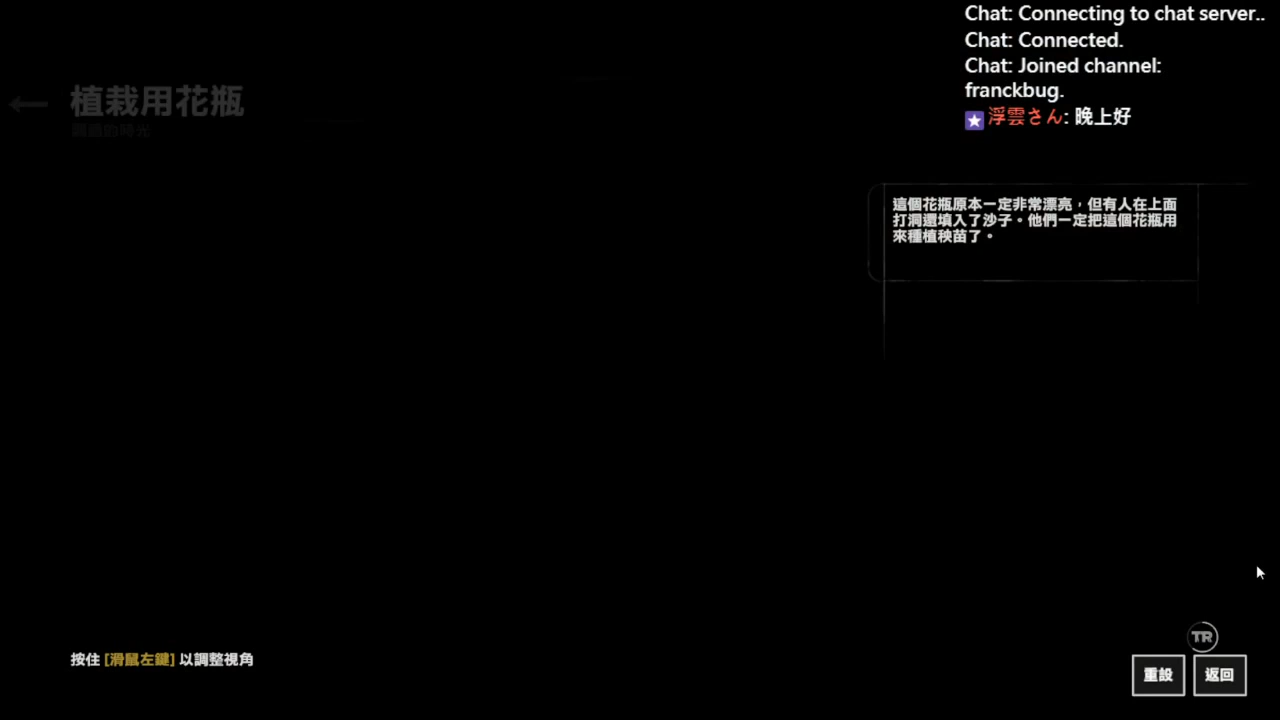 Chat: Connecting to chat server..
Chat: Connected.
Chat: Joined channel:
franckbug.
浮雲さん: 晚上好
植栽用花瓶
這個花瓶原本一定非常漂亮，但有人在上面
打洞還填入了沙子。他們一定把這個花瓶用
來種植秧苗了。
按住 [滑鼠左鍵] 以調整視角
TR
重設
返回